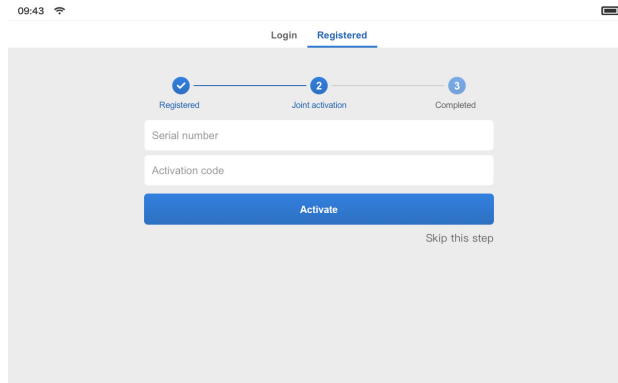 09:43
Login Registered
2 3
Registered Joint activation Completed
Serial number
Activation code
Activate
Skip this step